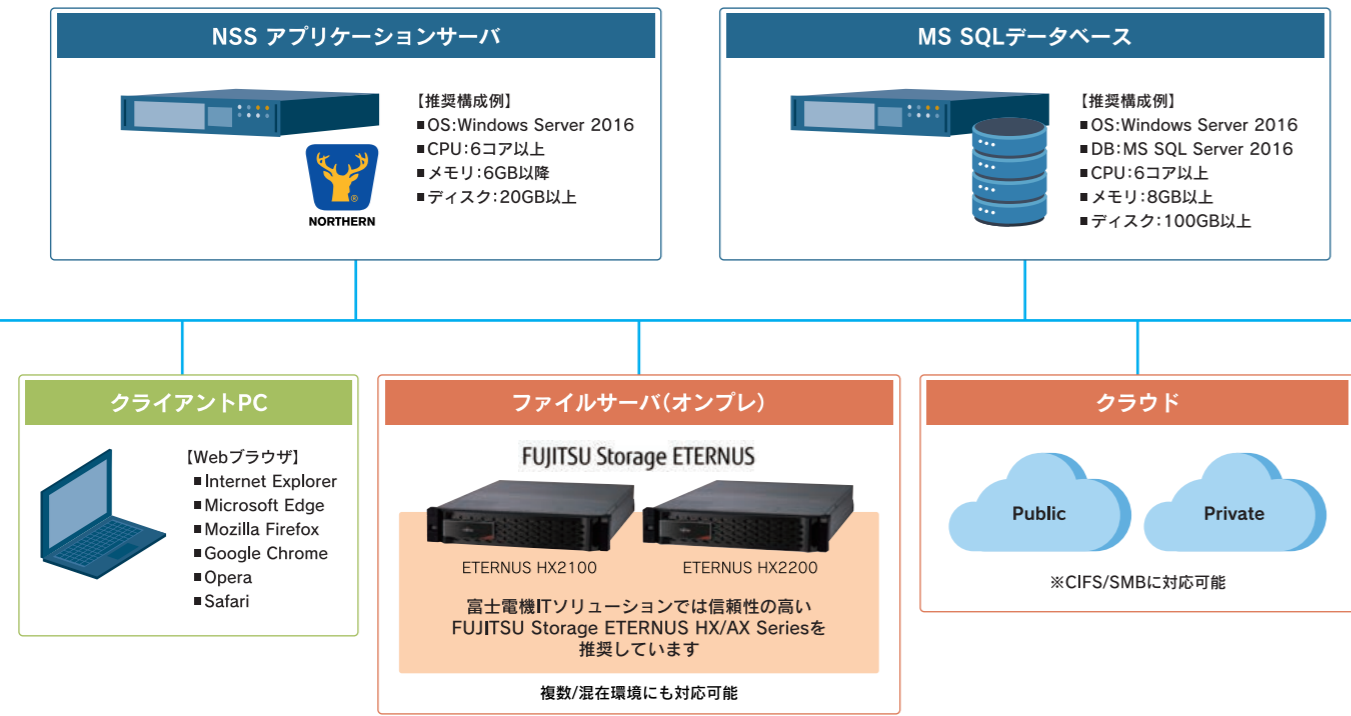 NSS アプリケーションサーバ
【推奨構成例】
■OS:Windows Server 2016
■CPU:6コア以上
■メモリ:6GB以降
■ディスク:20GB以上
NORTHERN
MS SQLデータベース
【推奨構成例】
■OS:Windows Server 2016
■DB:MS SQL Server 2016
■CPU:6コア以上
■メモリ:8GB以上
■ディスク:100GB以上
クライアントPC
【Webブラウザ】
■Internet Explorer
■Microsoft Edge
■Mozilla Firefox
■Google Chrome
■Opera
■Safari
ファイルサーバ(オンプレ)
FUJITSU Storage ETERNUS
ETERNUS HX2100
ETERNUS HX2200
富士電機ITソリューションでは信頼性の高い
FUJITSU Storage ETERNUS HX/AX Seriesを
推奨しています
複数/混在環境にも対応可能
クラウド
Public
Private
※CIFS/SMBに対応可能